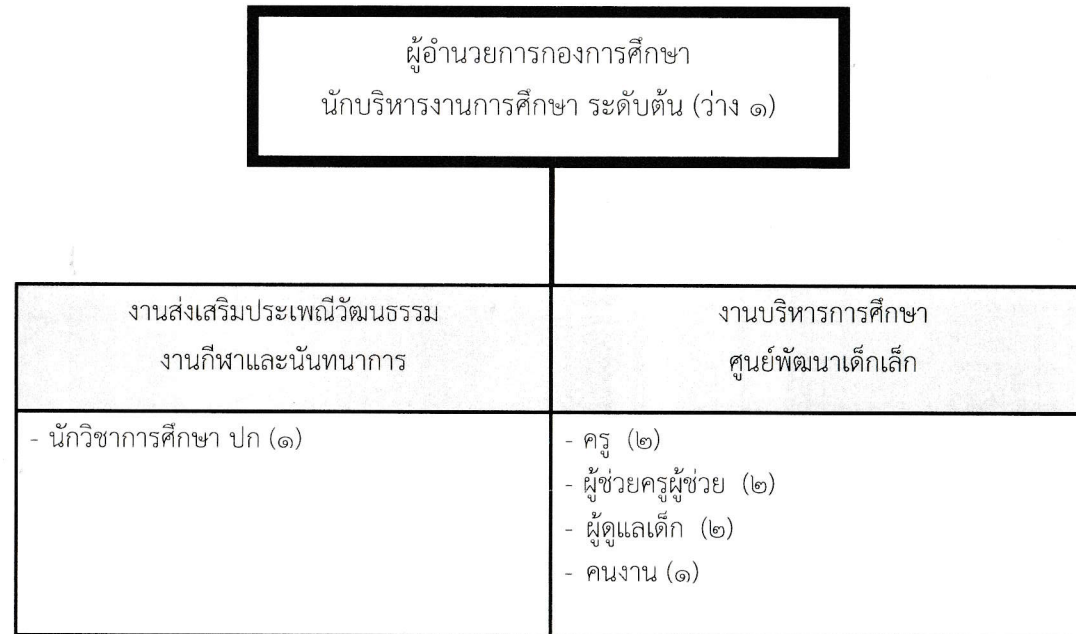 ผู้อำนวยการกองการศึกษา
นักบริหารงานการศึกษา ระดับต้น (ว่าง ๑)
งานส่งเสริมประเพณีวัฒนธรรม
งานกีฬาและนันทนาการ
- นักวิชาการศึกษา ปก (๑)
งานบริหารการศึกษา
ศูนย์พัฒนาเด็กเล็ก
- ครู (๒)
- ผู้ช่วยครูผู้ช่วย (๒)
- ผู้ดูแลเด็ก (๒)
- คนงาน (๑)